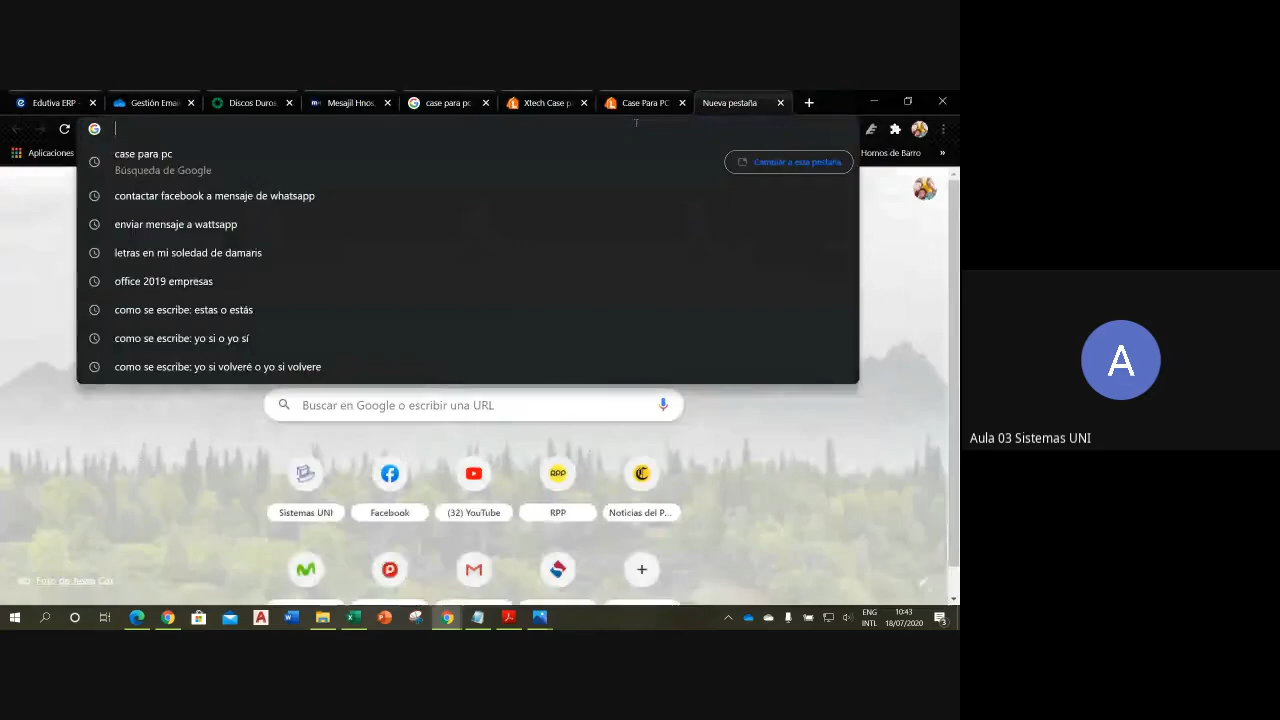 Edutiva ERP -
Gestión Ema
Discos Duros
Mesajil Hnos
case para pc
Xtech Case p
Case Para PC
Nueva pestaña
Aplicaciones
Hornos de Barro
»
case para pc
Búsqueda de Google
Cambiar a esta pestaña
contactar facebook a mensaje de whatsapp
enviar mensaje a wattsapp
letras en mi soledad de damaris
office 2019 empresas
como se escribe: estas o estás
como se escribe: yo si o yo sí
como se escribe: yo si volveré o yo si volvere
Buscar en Google o escribir una URL
RPP
Sistemas UNI
Facebook
(32) YouTube
RPP
Noticias del P...
ENG
INTL
10:43
18/07/2020
A
Aula 03 Sistemas UNI